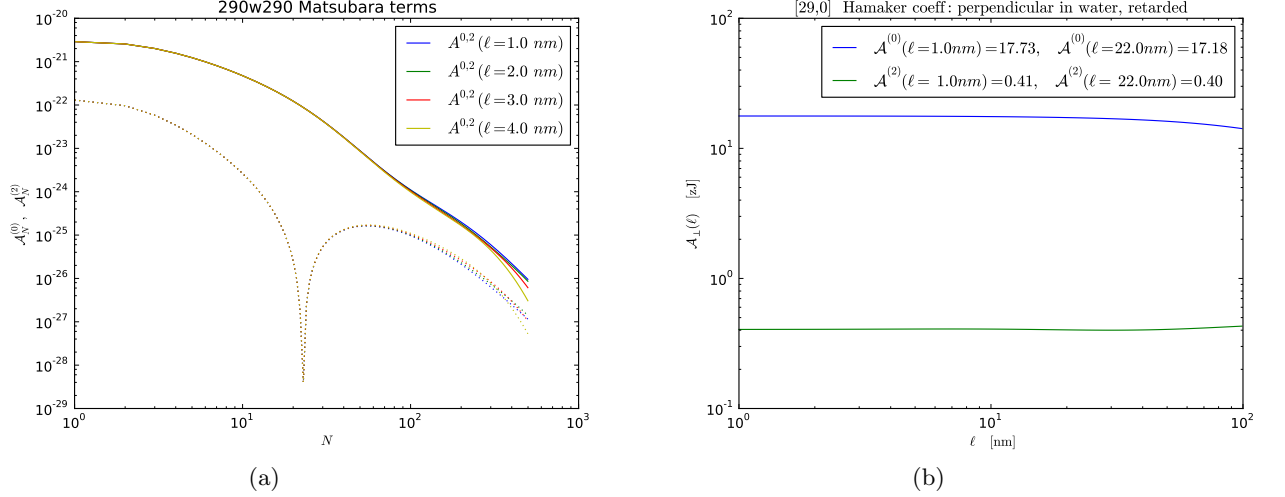 290w290 Matsubara terms
A^{0,2}(ℓ=1.0 nm)
A^{0,2}(ℓ=2.0 nm)
A^{0,2}(ℓ=3.0 nm)
A^{0,2}(ℓ=4.0 nm)
𝒜_N^{(0)} , 𝒜_N^{(2)}
10^{-20}
10^{-21}
10^{-22}
10^{-23}
10^{-24}
10^{-25}
10^{-26}
10^{-27}
10^{-28}
10^{-29}
10^0 10^1 10^2 10^3
N
(a)
[29,0] Hamaker coeff: perpendicular in water, retarded
𝒜^{(0)}(ℓ=1.0nm)=17.73, 𝒜^{(0)}(ℓ=22.0nm)=17.18
𝒜^{(2)}(ℓ= 1.0nm)=0.41, 𝒜^{(2)}(ℓ= 22.0nm)=0.40
𝒜_⊥(ℓ) [zJ]
10^2
10^1
10^0
10^{-1}
10^0 10^1 10^2
ℓ [nm]
(b)